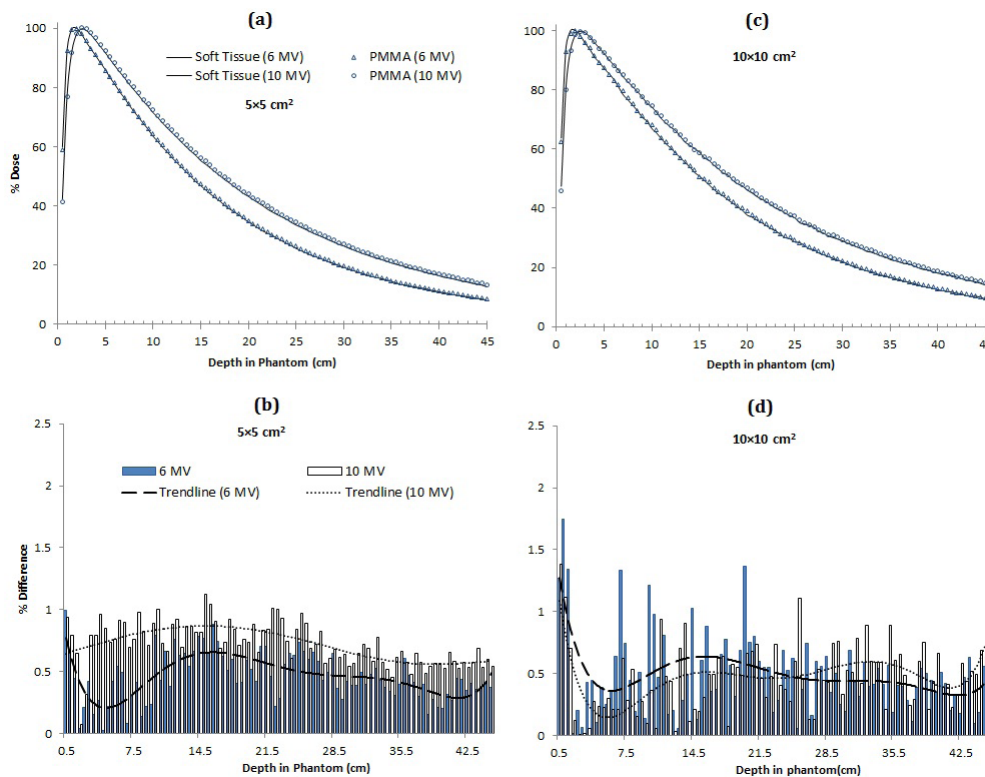 (a)
100
80
60
40
20
0
% Dose
Soft Tissue (6 MV)
PMMA (6 MV)
Soft Tissue (10 MV)
PMMA (10 MV)
5×5 cm²
0 5 10 15 20 25 30 35 40 45
Depth in Phantom (cm)
(c)
100
80
60
40
20
0
10×10 cm²
0 5 10 15 20 25 30 35 40 45
Depth in phantom (cm)
(b)
5×5 cm²
2.5
2
1.5
1
0.5
0
% Difference
6 MV
10 MV
Trendline (6 MV)
Trendline (10 MV)
0.5 7.5 14.5 21.5 28.5 35.5 42.5
Depth in Phantom (cm)
(d)
10×10 cm²
2.5
2
1.5
1
0.5
0
0.5 7.5 14.5 21.5 28.5 35.5 42.5
Depth in phantom(cm)